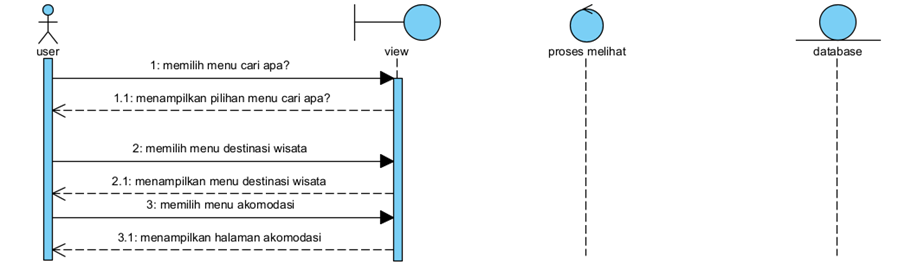 user
view
proses melihat
database
1: memilih menu cari apa?
1.1: menampilkan pilihan menu cari apa?
2: memilih menu destinasi wisata
2.1: menampilkan menu destinasi wisata
3: memilih menu akomodasi
3.1: menampilkan halaman akomodasi